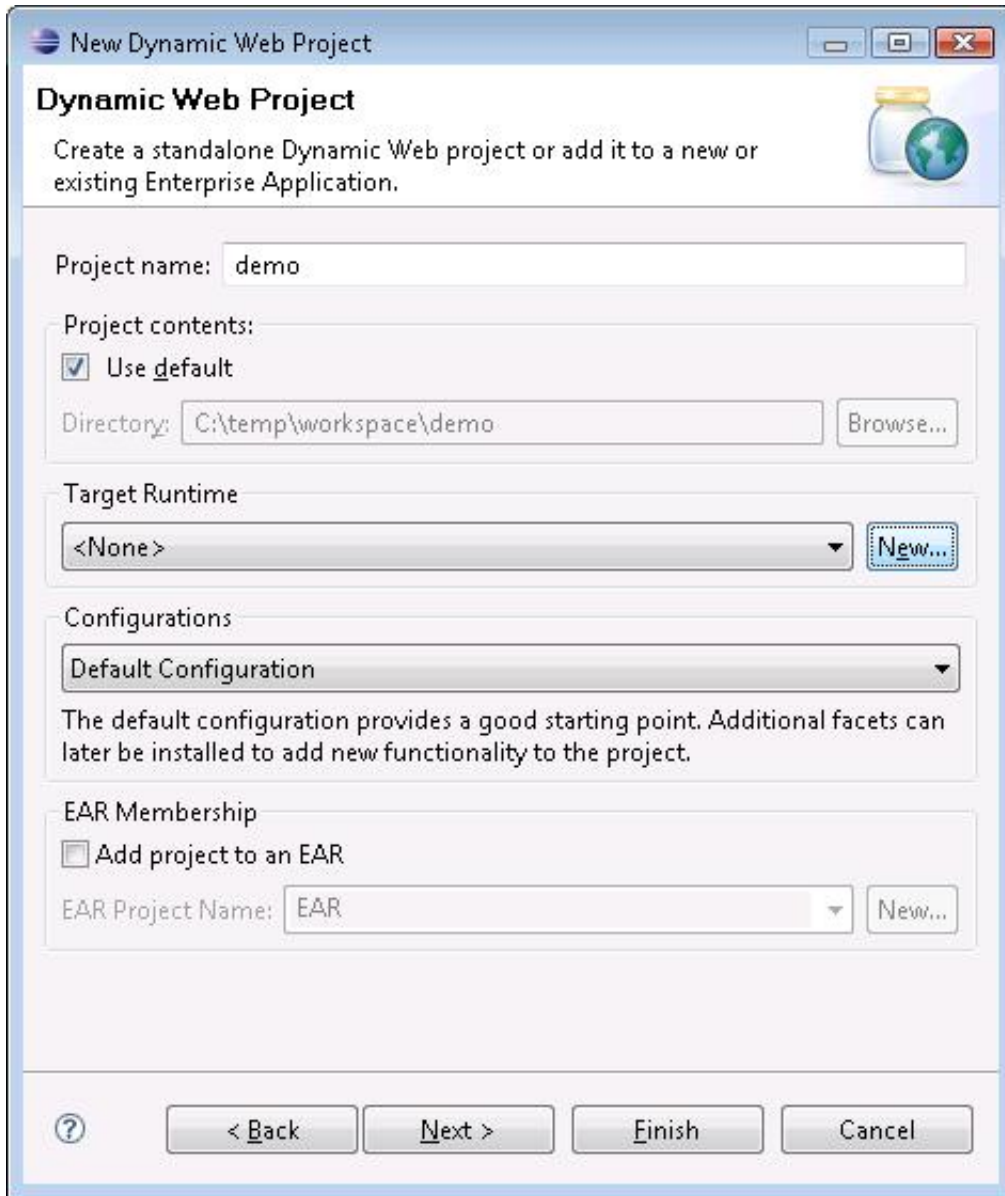 New Dynamic Web Project
Dynamic Web Project
Create a standalone Dynamic Web project or add it to a new or
existing Enterprise Application.
Project name: demo
Project contents:
Use default
Directory: C:\temp\workspace\demo Browse...
Target Runtime
<None> New...
Configurations
Default Configuration
The default configuration provides a good starting point. Additional facets can
later be installed to add new functionality to the project.
EAR Membership
Add project to an EAR
EAR Project Name: EAR New...
? < Back Next > Finish Cancel